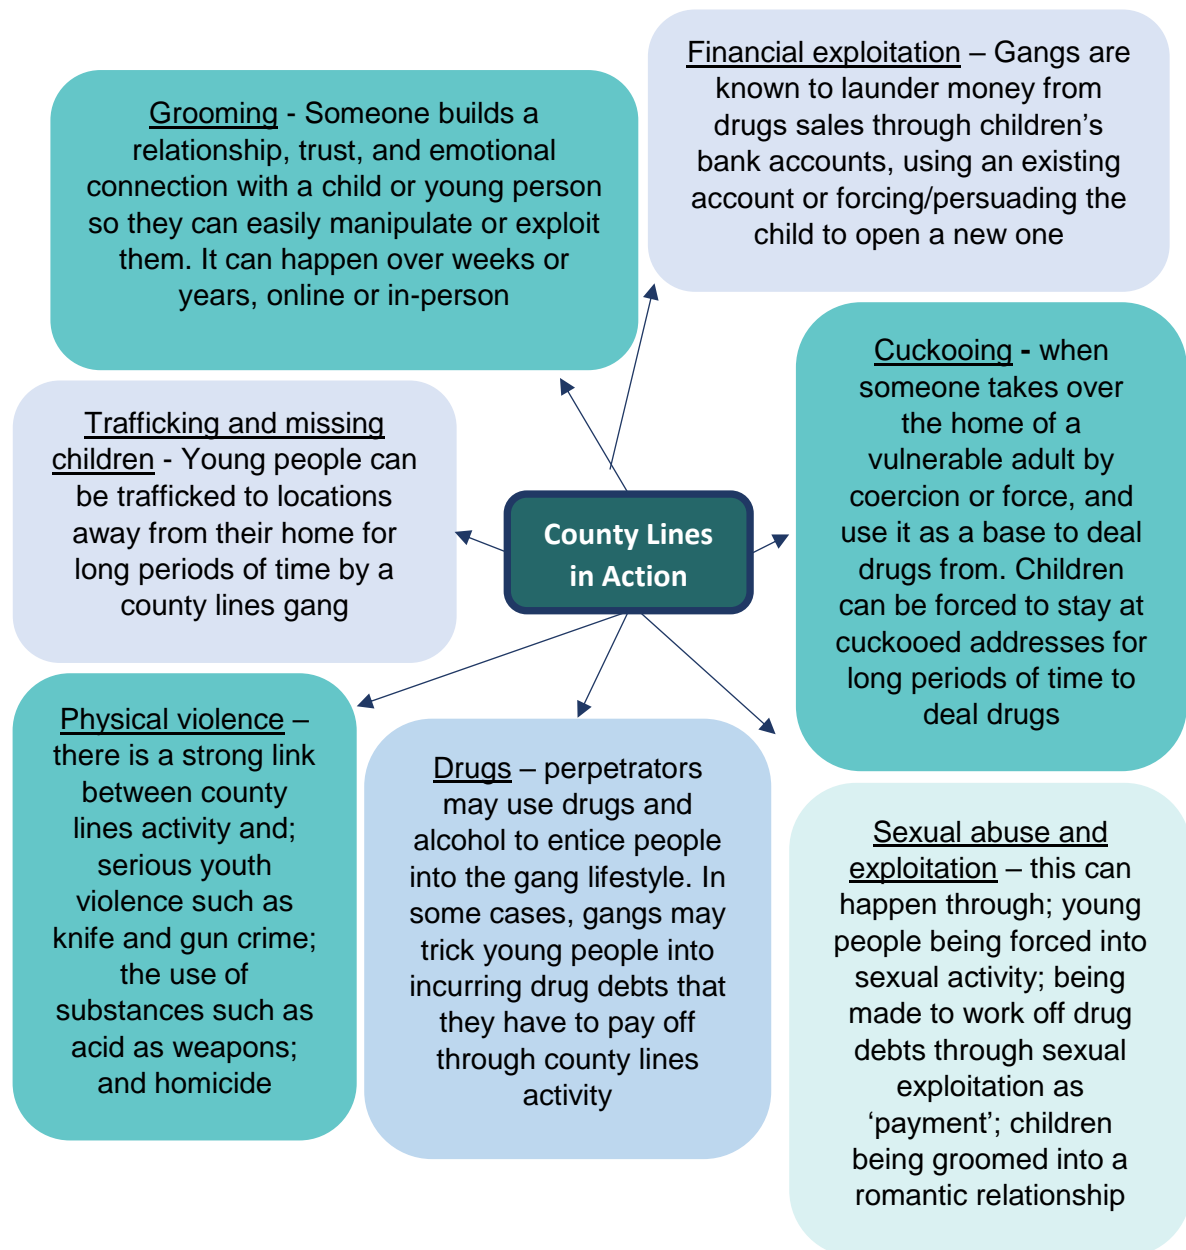 Financial exploitation – Gangs are
known to launder money from
drugs sales through children’s
bank accounts, using an existing
account or forcing/persuading the
child to open a new one
Grooming - Someone builds a
relationship, trust, and emotional
connection with a child or young person
so they can easily manipulate or exploit
them. It can happen over weeks or
years, online or in-person
Cuckooing - when
someone takes over
the home of a
vulnerable adult by
coercion or force, and
use it as a base to deal
drugs from. Children
can be forced to stay at
cuckooed addresses for
long periods of time to
deal drugs
Trafficking and missing
children - Young people can
be trafficked to locations
away from their home for
long periods of time by a
county lines gang
County Lines
in Action
Physical violence –
there is a strong link
between county
lines activity and;
serious youth
violence such as
knife and gun crime;
the use of
substances such as
acid as weapons;
and homicide
Drugs – perpetrators
may use drugs and
alcohol to entice people
into the gang lifestyle. In
some cases, gangs may
trick young people into
incurring drug debts that
they have to pay off
through county lines
activity
Sexual abuse and
exploitation – this can
happen through; young
people being forced into
sexual activity; being
made to work off drug
debts through sexual
exploitation as
‘payment’; children
being groomed into a
romantic relationship